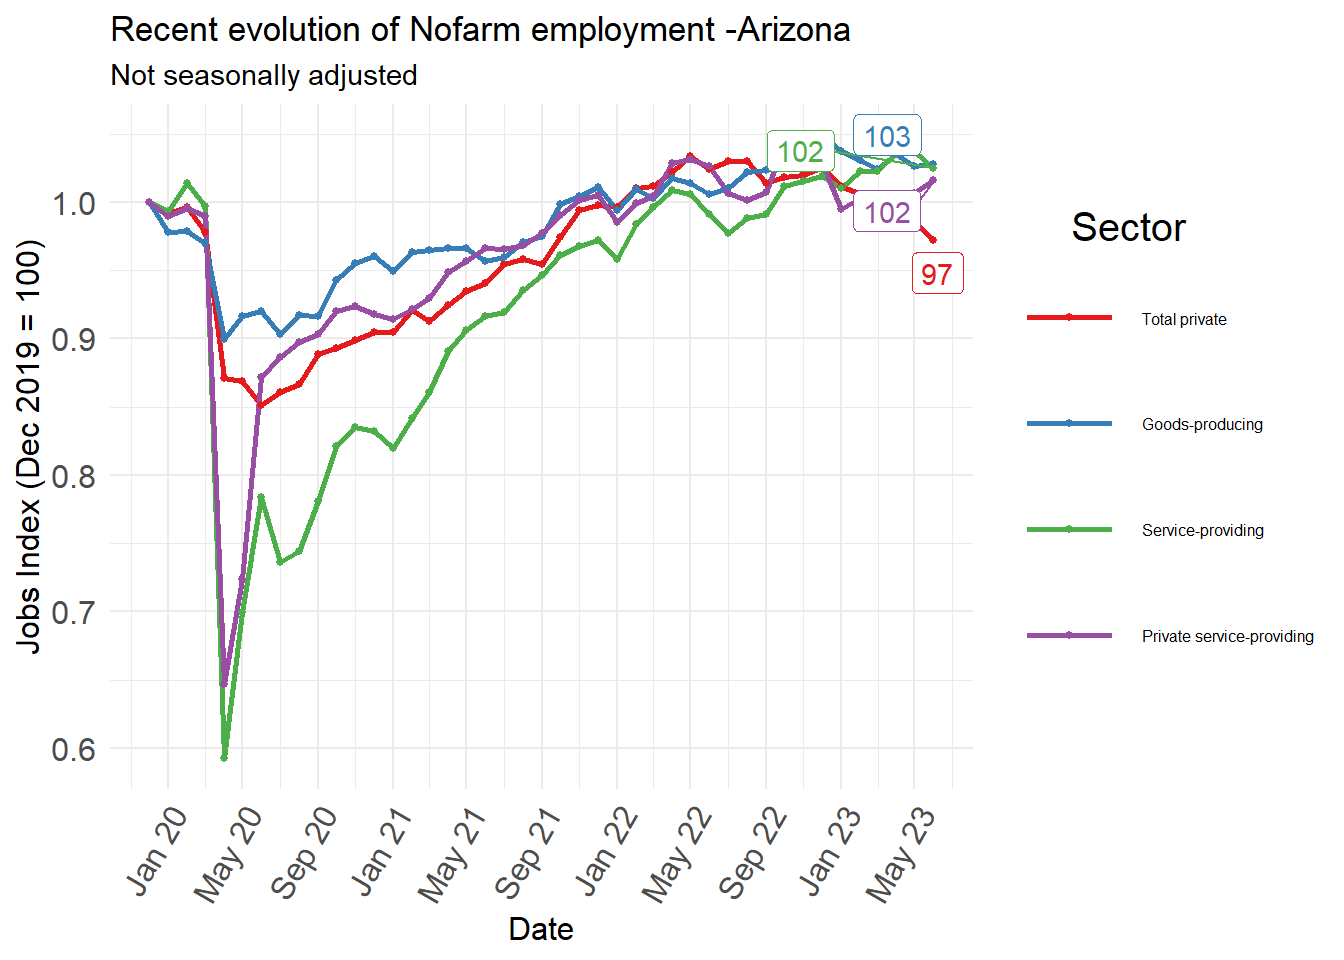 Recent evolution of Nofarm employment -Arizona
Not seasonally adjusted
Jobs Index (Dec 2019 = 100)
1.0
0.9
0.8
0.7
0.6
102
103
102
97
Jan 20
May 20
Sep 20
Jan 21
May 21
Sep 21
Jan 22
May 22
Sep 22
Jan 23
May 23
Date
Sector
Total private
Goods-producing
Service-providing
Private service-providing